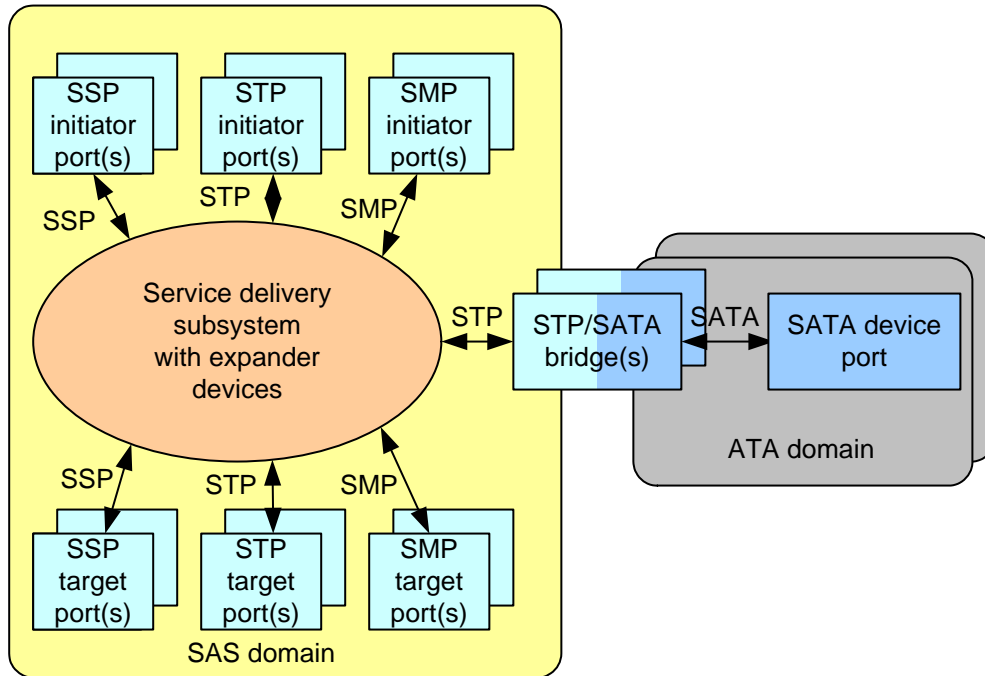 SSP
initiator
port(s)
STP
initiator
port(s)
SMP
initiator
port(s)
SSP
STP
SMP
Service delivery
subsystem
with expander
devices
STP
STP/SATA
bridge(s)
SATA
SATA device
port
ATA domain
SSP
STP
SMP
SSP
target
port(s)
STP
target
port(s)
SMP
target
port(s)
SAS domain